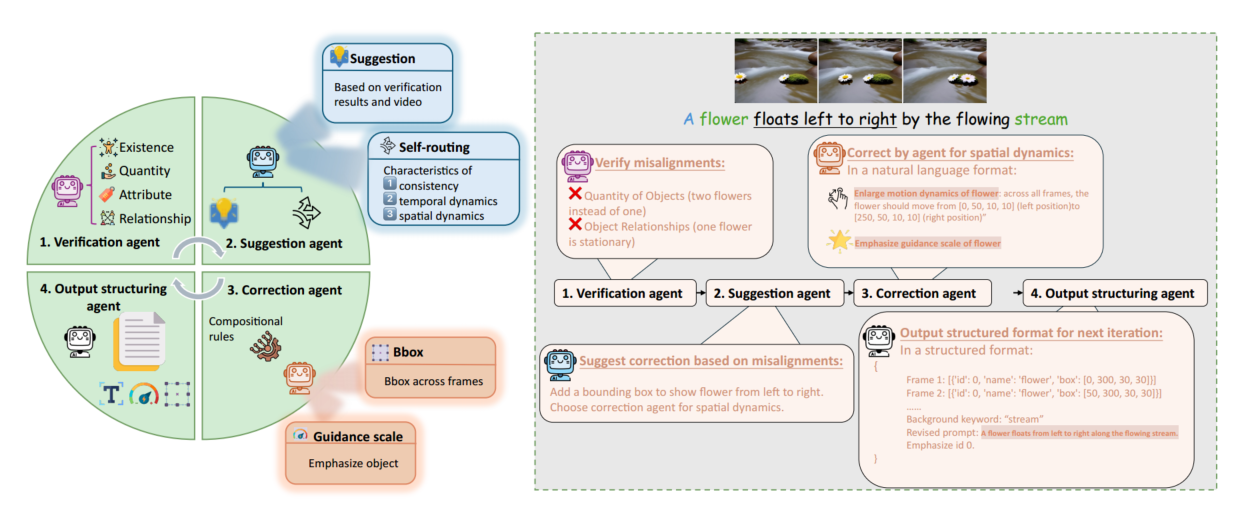 Suggestion
Based on verification
results and video
Self-routing
Characteristics of
1 consistency
2 temporal dynamics
3 spatial dynamics
Existence
Quantity
Attribute
Relationship
1. Verification agent
2. Suggestion agent
4. Output structuring
agent
T
3. Correction agent
Compositional
rules
Bbox
Bbox across frames
Guidance scale
Emphasize object
A flower floats left to right by the flowing stream
Verify misalignments:
Quantity of Objects (two flowers
instead of one)
Object Relationships (one flower
is stationary)
Correct by agent for spatial dynamics:
In a natural language format:
Enlarge motion dynamics of flower: across all frames, the
flower should move from [0, 50, 10, 10] (left position)to
[250, 50, 10, 10] (right position)”
Emphasize guidance scale of flower
1. Verification agent
2. Suggestion agent
3. Correction agent
4. Output structuring agent
Suggest correction based on misalignments:
Add a bounding box to show flower from left to right.
Choose correction agent for spatial dynamics.
Output structured format for next iteration:
In a structured format:
{
Frame 1: [{'id': 0, 'name': 'flower', 'box': [0, 300, 30, 30]}]
Frame 2: [{'id': 0, 'name': 'flower', 'box': [50, 300, 30, 30]}]
......
Background keyword: “stream”
Revised prompt: A flower floats from left to right along the flowing stream.
Emphasize id 0.
}